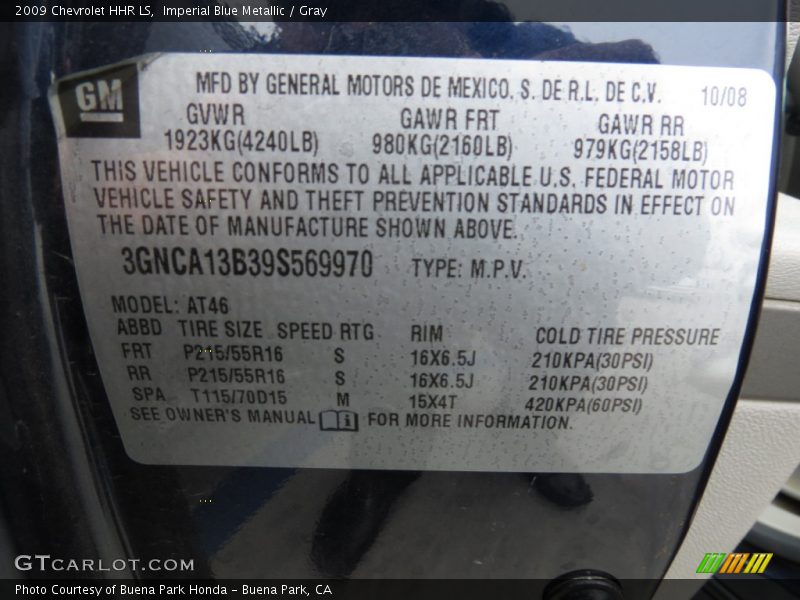 2009 Chevrolet HHR LS, Imperial Blue Metallic / Gray
GM
MFD BY GENERAL MOTORS DE MEXICO, S. DE R.L. DE C.V. 10/08
GVWR GAWR FRT GAWR RR
1923KG(4240LB) 980KG(2160LB) 979KG(2158LB)
THIS VEHICLE CONFORMS TO ALL APPLICABLE U.S. FEDERAL MOTOR
VEHICLE SAFETY AND THEFT PREVENTION STANDARDS IN EFFECT ON
THE DATE OF MANUFACTURE SHOWN ABOVE.
3GNCA13B39S569970 TYPE: M.P.V.
MODEL: AT46
ABBD TIRE SIZE SPEED RTG RIM COLD TIRE PRESSURE
FRT P215/55R16 S 16X6.5J 210KPA(30PSI)
RR P215/55R16 S 16X6.5J 210KPA(30PSI)
SPA T115/70D15 M 15X4T 420KPA(60PSI)
SEE OWNER'S MANUAL FOR MORE INFORMATION.
GTCARLOT.COM
Photo Courtesy of Buena Park Honda - Buena Park, CA